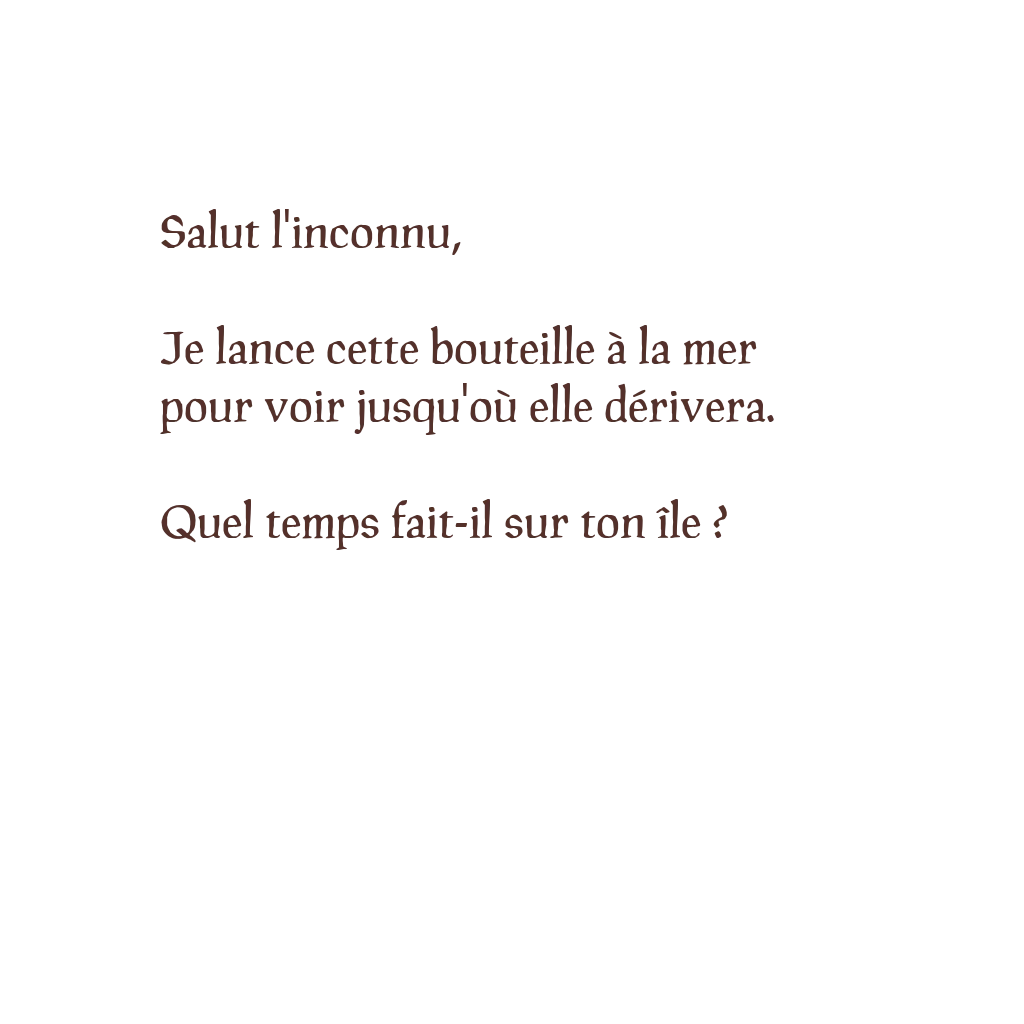 Salut l'inconnu,
Je lance cette bouteille à la mer
pour voir jusqu'où elle dérivera.
Quel temps fait-il sur ton île ?